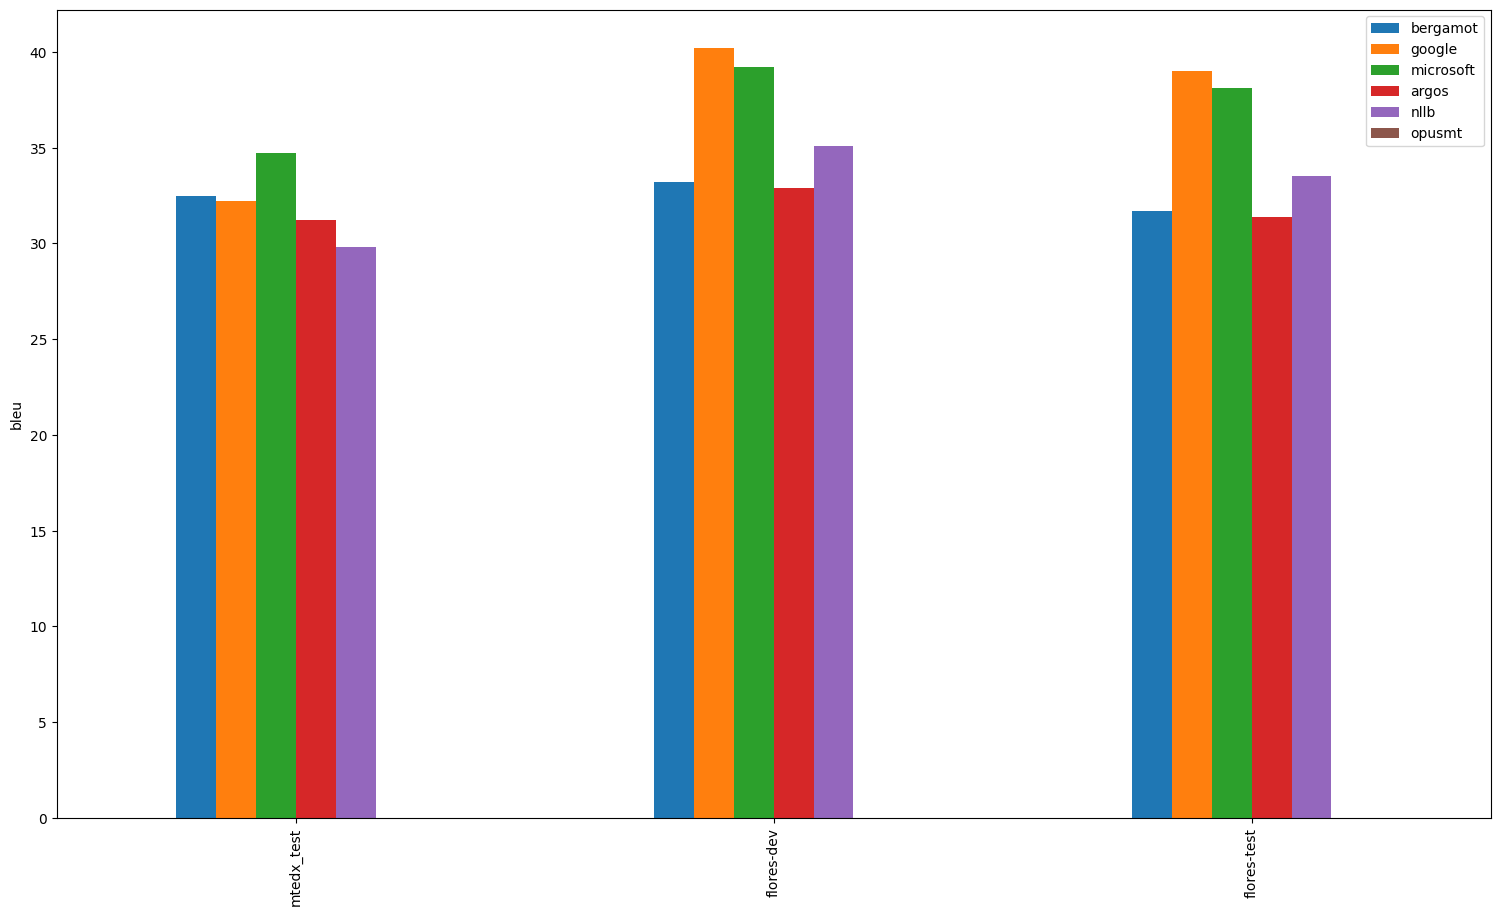 bergamot
google
microsoft
argos
nllb
opusmt
40
35
30
25
20
15
10
5
0
bleu
mtedx_test
flores-dev
flores-test